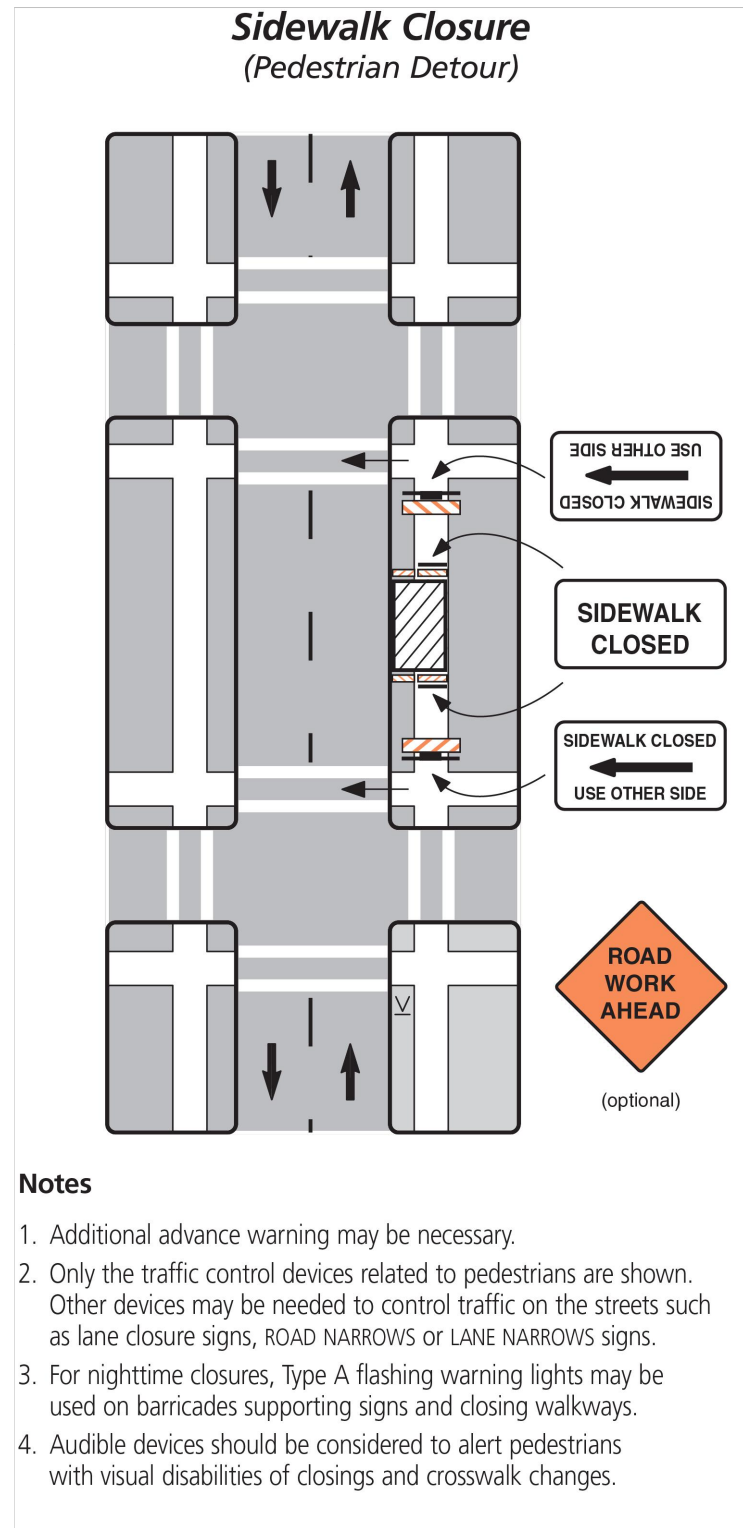 Sidewalk Closure
(Pedestrian Detour)
SIDEWALK CLOSED
USE OTHER SIDE
SIDEWALK
CLOSED
SIDEWALK CLOSED
USE OTHER SIDE
ROAD
WORK
AHEAD
(optional)
Notes
1. Additional advance warning may be necessary.
2. Only the traffic control devices related to pedestrians are shown.
Other devices may be needed to control traffic on the streets such
as lane closure signs, ROAD NARROWS or LANE NARROWS signs.
3. For nighttime closures, Type A flashing warning lights may be
used on barricades supporting signs and closing walkways.
4. Audible devices should be considered to alert pedestrians
with visual disabilities of closings and crosswalk changes.